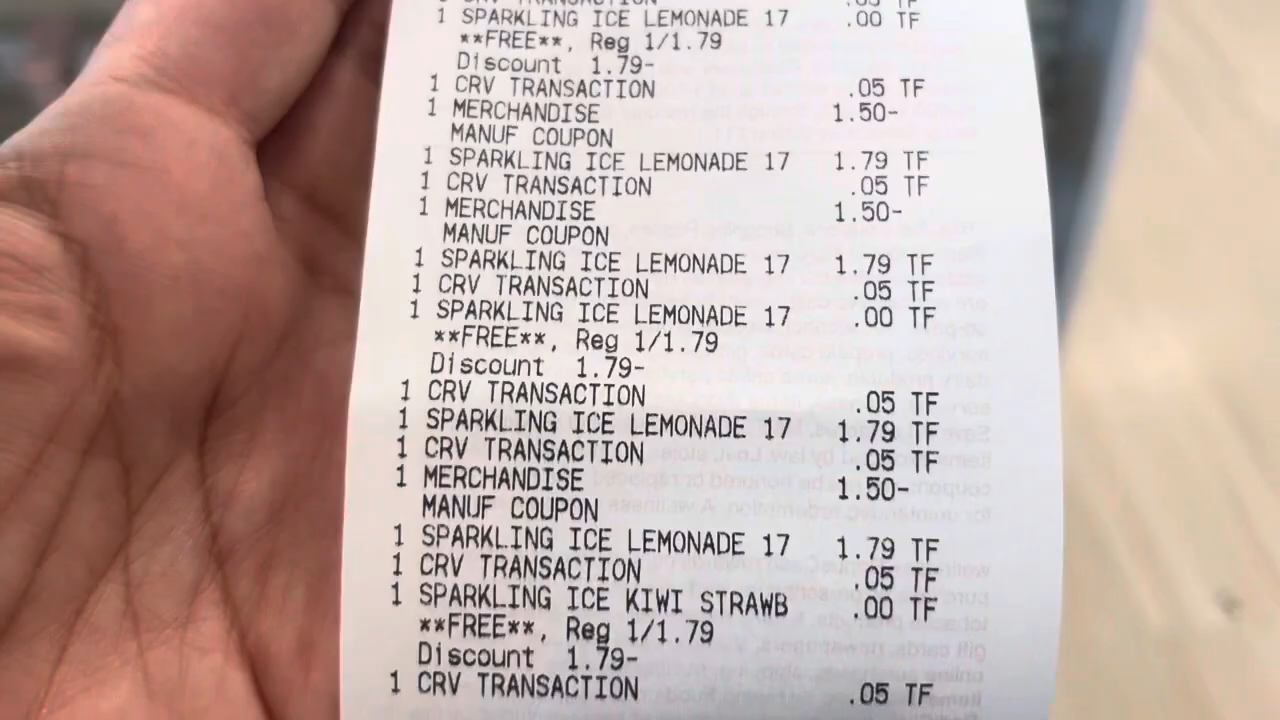 1 CRV TRANSACTION .05 TF
1 SPARKLING ICE LEMONADE 17 .00 TF
**FREE**, Reg 1/1.79
Discount 1.79-
1 CRV TRANSACTION .05 TF
1 MERCHANDISE 1.50-
MANUF COUPON
1 SPARKLING ICE LEMONADE 17 1.79 TF
1 CRV TRANSACTION .05 TF
1 MERCHANDISE 1.50-
MANUF COUPON
1 SPARKLING ICE LEMONADE 17 1.79 TF
1 CRV TRANSACTION .05 TF
1 SPARKLING ICE LEMONADE 17 .00 TF
**FREE**, Reg 1/1.79
Discount 1.79-
1 CRV TRANSACTION .05 TF
1 SPARKLING ICE LEMONADE 17 1.79 TF
1 CRV TRANSACTION .05 TF
1 MERCHANDISE 1.50-
MANUF COUPON
1 SPARKLING ICE LEMONADE 17 1.79 TF
1 CRV TRANSACTION .05 TF
1 SPARKLING ICE KIWI STRAWB .00 TF
**FREE**, Reg 1/1.79
Discount 1.79-
1 CRV TRANSACTION .05 TF